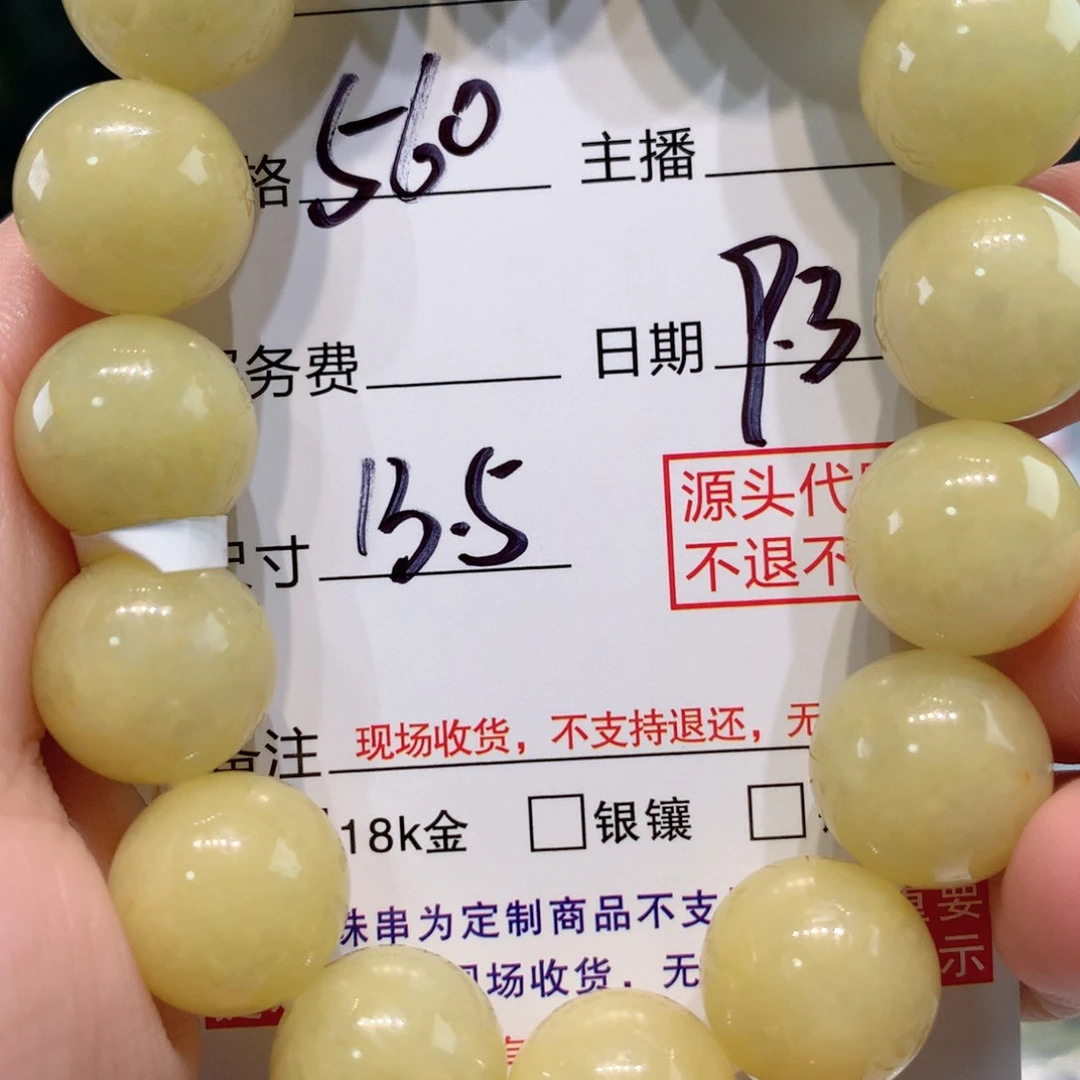 格 560 主播
务费 日期 P.3
寸 13.5
源头代
不退不
注 现场收货，不支持退还，无
18k金 银镶
珠串为定制商品不支 重要
现场收货．无 示